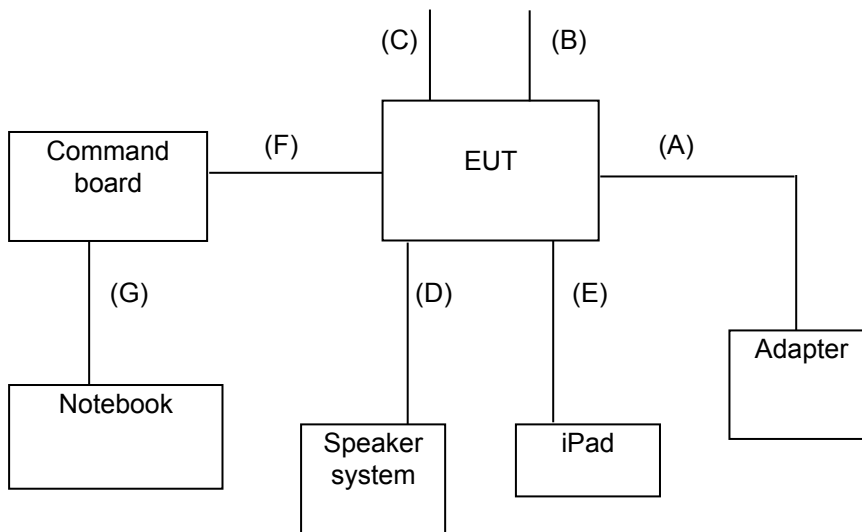 (C)
(B)
Command
board
(F)
EUT
(A)
(G)
(D)
(E)
Adapter
Notebook
Speaker
system
iPad